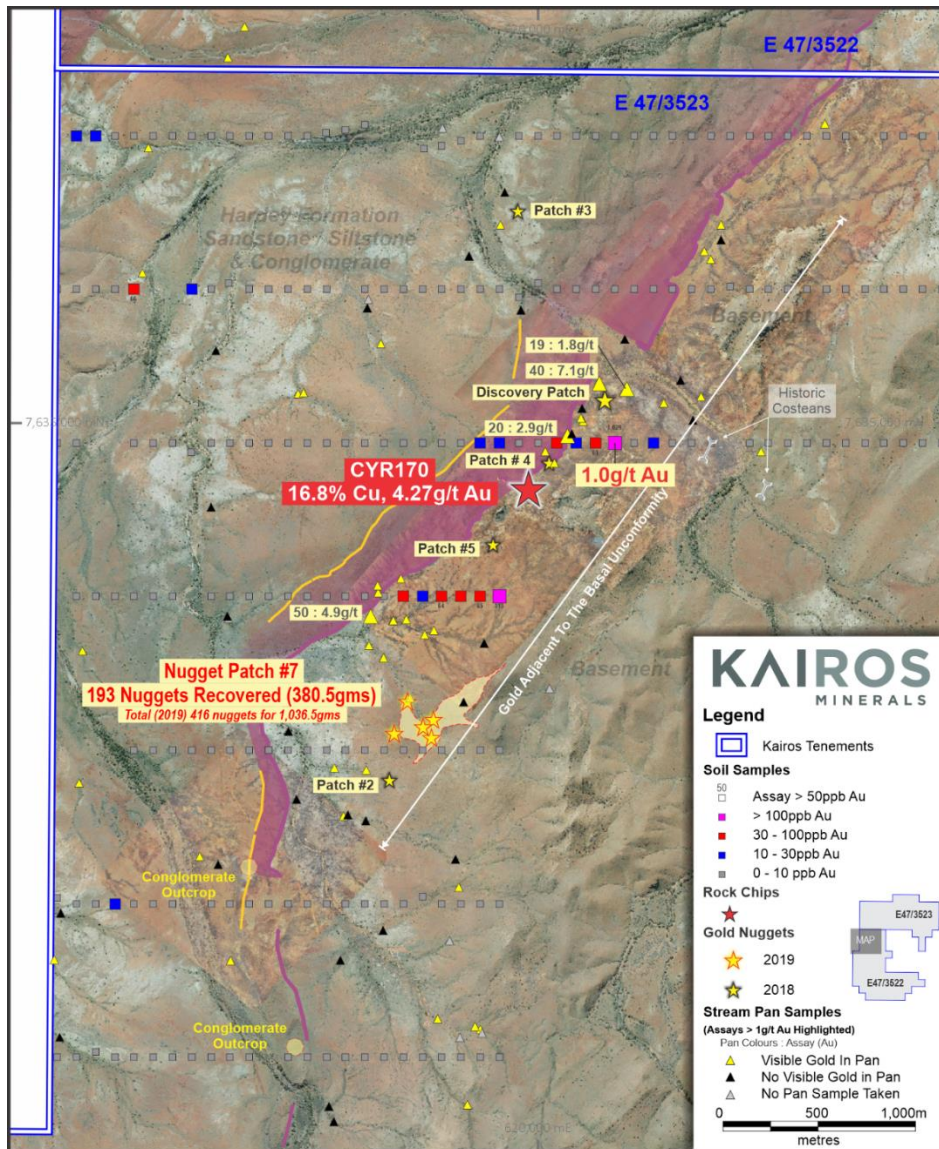 E 47/3522
E 47/3523
Hardey Formation
Sandstone / Siltstone
& Conglomerate
Patch #3
Basement
19 : 1.8g/t
40 : 7.1g/t
Discovery Patch
Historic
Costeans
20 : 2.9g/t
Patch # 4
CYR170
16.8% Cu, 4.27g/t Au
1.0g/t Au
Patch #5
Gold Adjacent To The Basal Unconformity
50 : 4.9g/t
Nugget Patch #7
193 Nuggets Recovered (380.5gms)
Total (2019) 416 nuggets for 1,036.5gms
Basement
Patch #2
Conglomerate
Outcrop
Conglomerate
Outcrop
KAIROS
MINERALS
Legend
Kairos Tenements
Soil Samples
50
Assay > 50ppb Au
> 100ppb Au
30 - 100ppb Au
10 - 30ppb Au
0 - 10 ppb Au
Rock Chips
Gold Nuggets
2019
2018
E47/3523
MAP
E47/3522
Stream Pan Samples
(Assays > 1g/t Au Highlighted)
Pan Colours : Assay (Au)
Visible Gold In Pan
No Visible Gold in Pan
No Pan Sample Taken
0 500 1,000m
metres